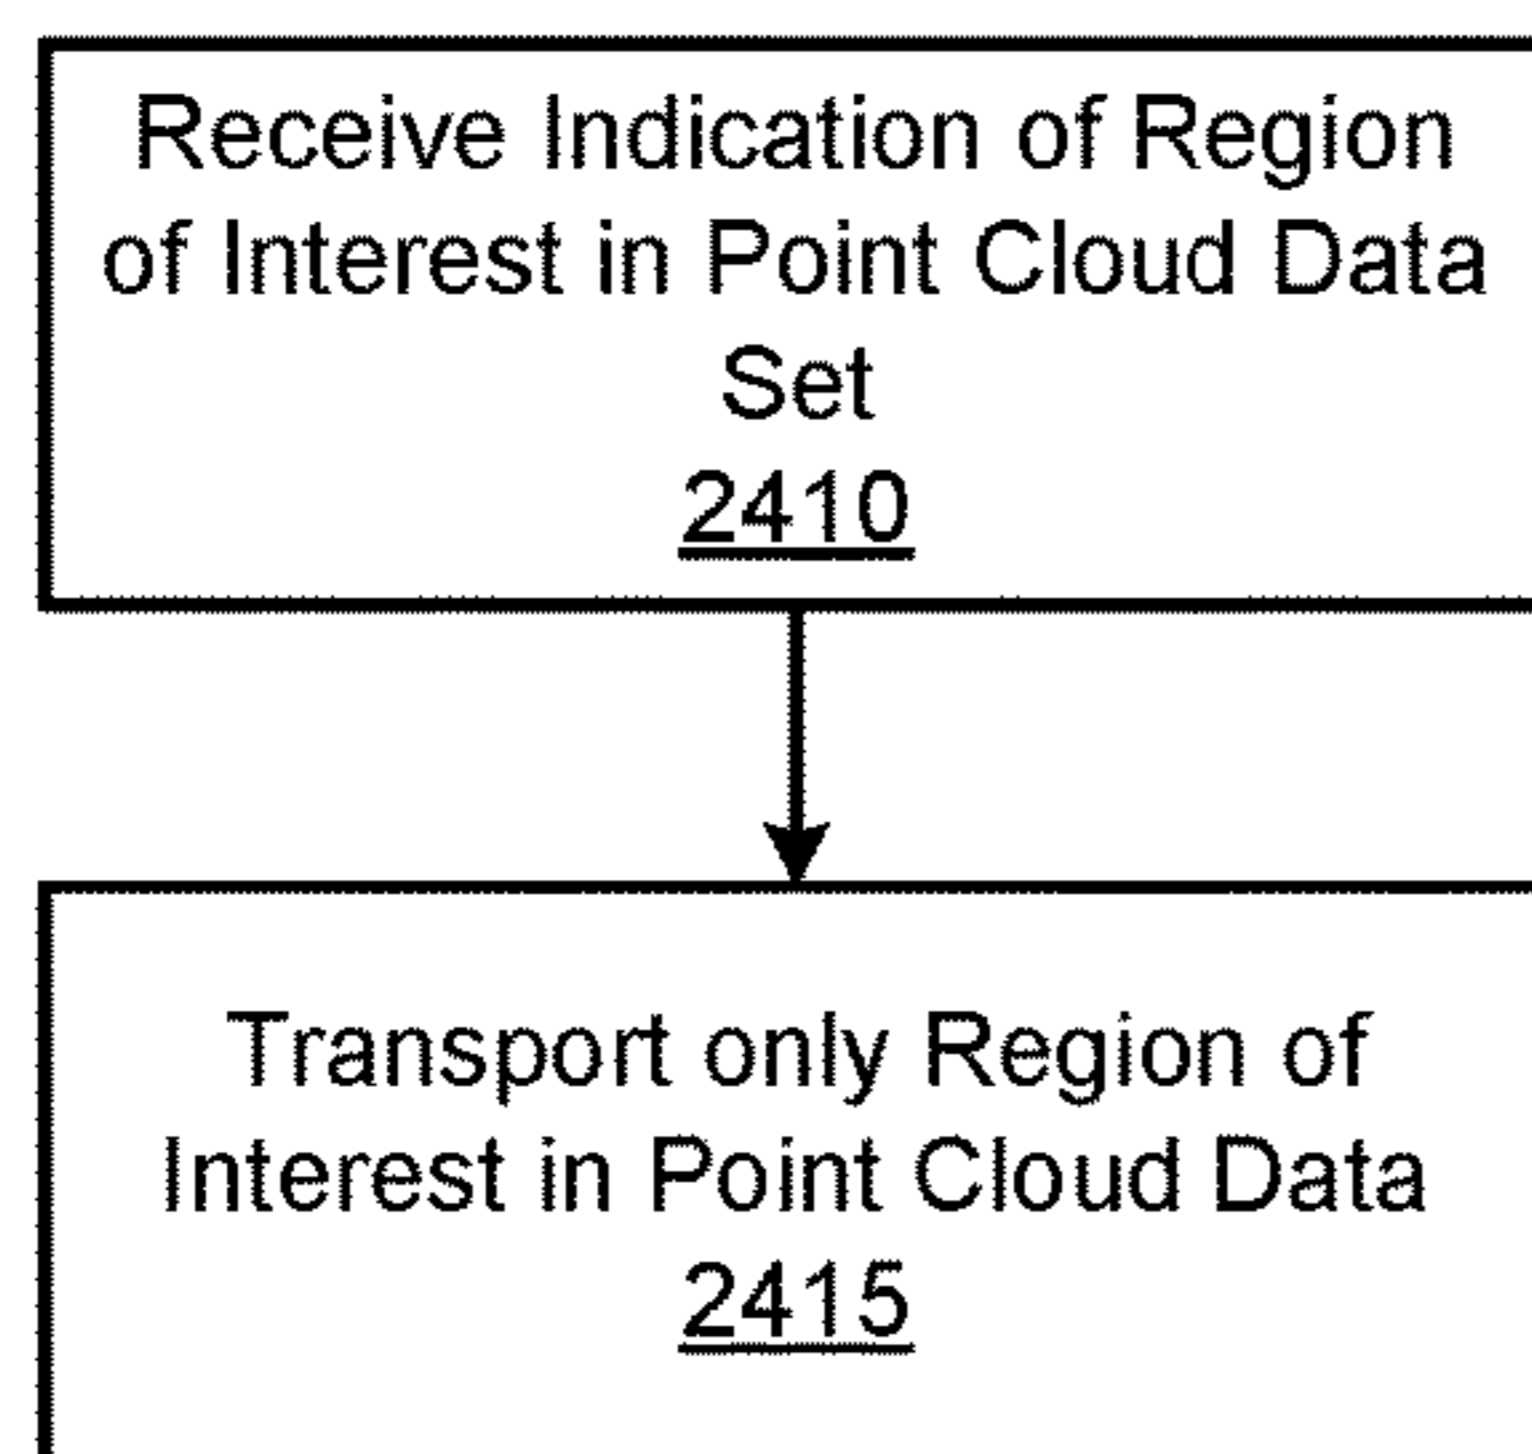 Receive Indication of Region
of Interest in Point Cloud Data
Set
2410
Transport only Region of
Interest in Point Cloud Data
2415